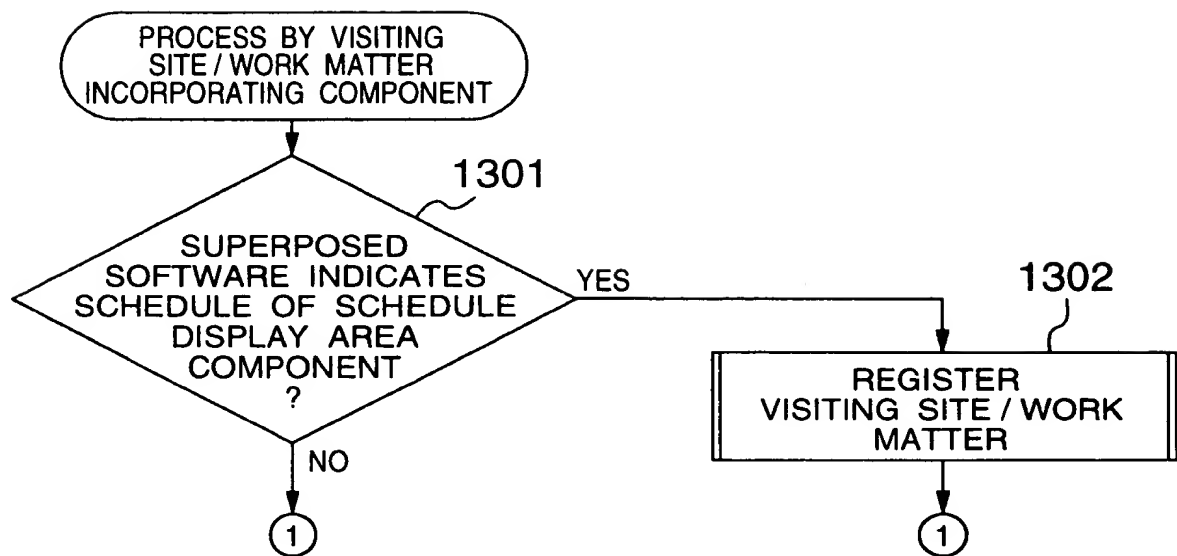 PROCESS BY VISITING
SITE / WORK MATTER
INCORPORATING COMPONENT
1301
SUPERPOSED
SOFTWARE INDICATES
SCHEDULE OF SCHEDULE
DISPLAY AREA
COMPONENT
?
YES
1302
REGISTER
VISITING SITE / WORK
MATTER
NO
1
1